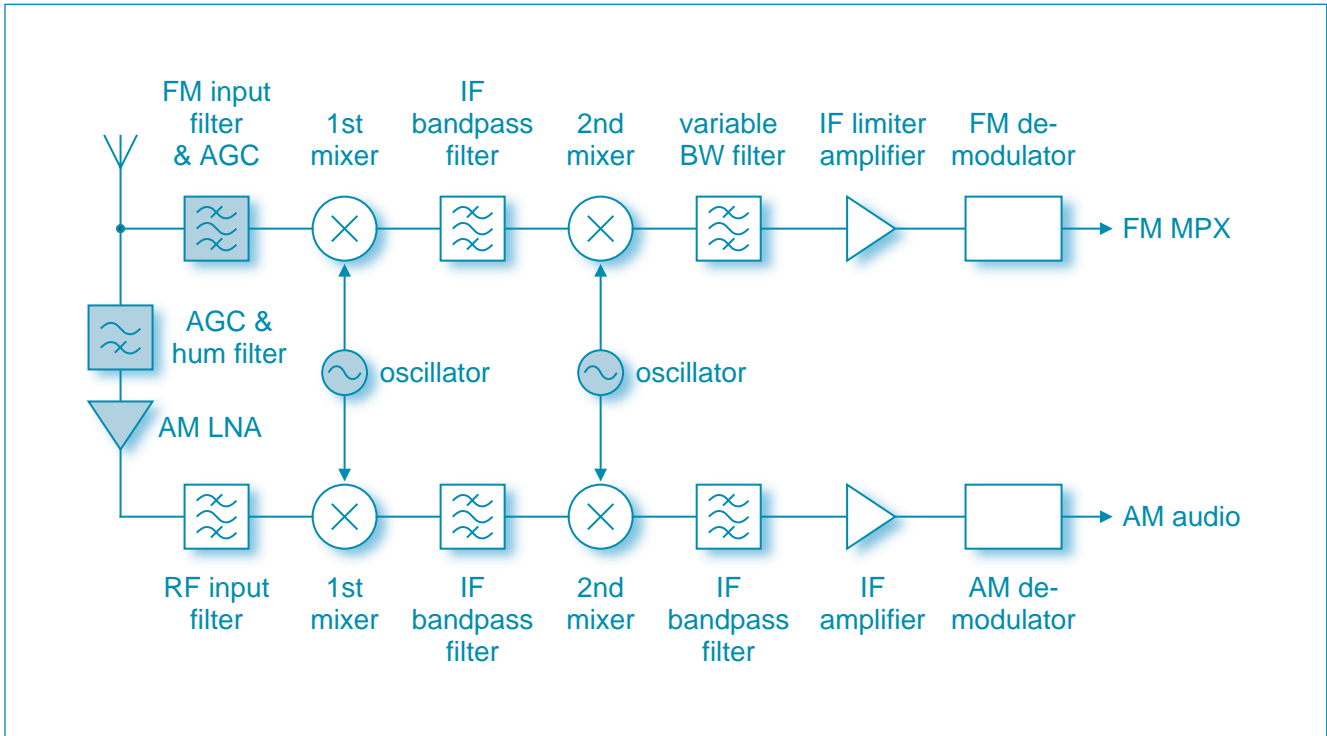 FM input
filter
& AGC
1st
mixer
IF
bandpass
filter
2nd
mixer
variable
BW filter
IF limiter
amplifier
FM de-
modulator
FM MPX
AGC &
hum filter
oscillator
oscillator
AM LNA
AM audio
RF input
filter
1st
mixer
IF
bandpass
filter
2nd
mixer
IF
bandpass
filter
IF
amplifier
AM de-
modulator